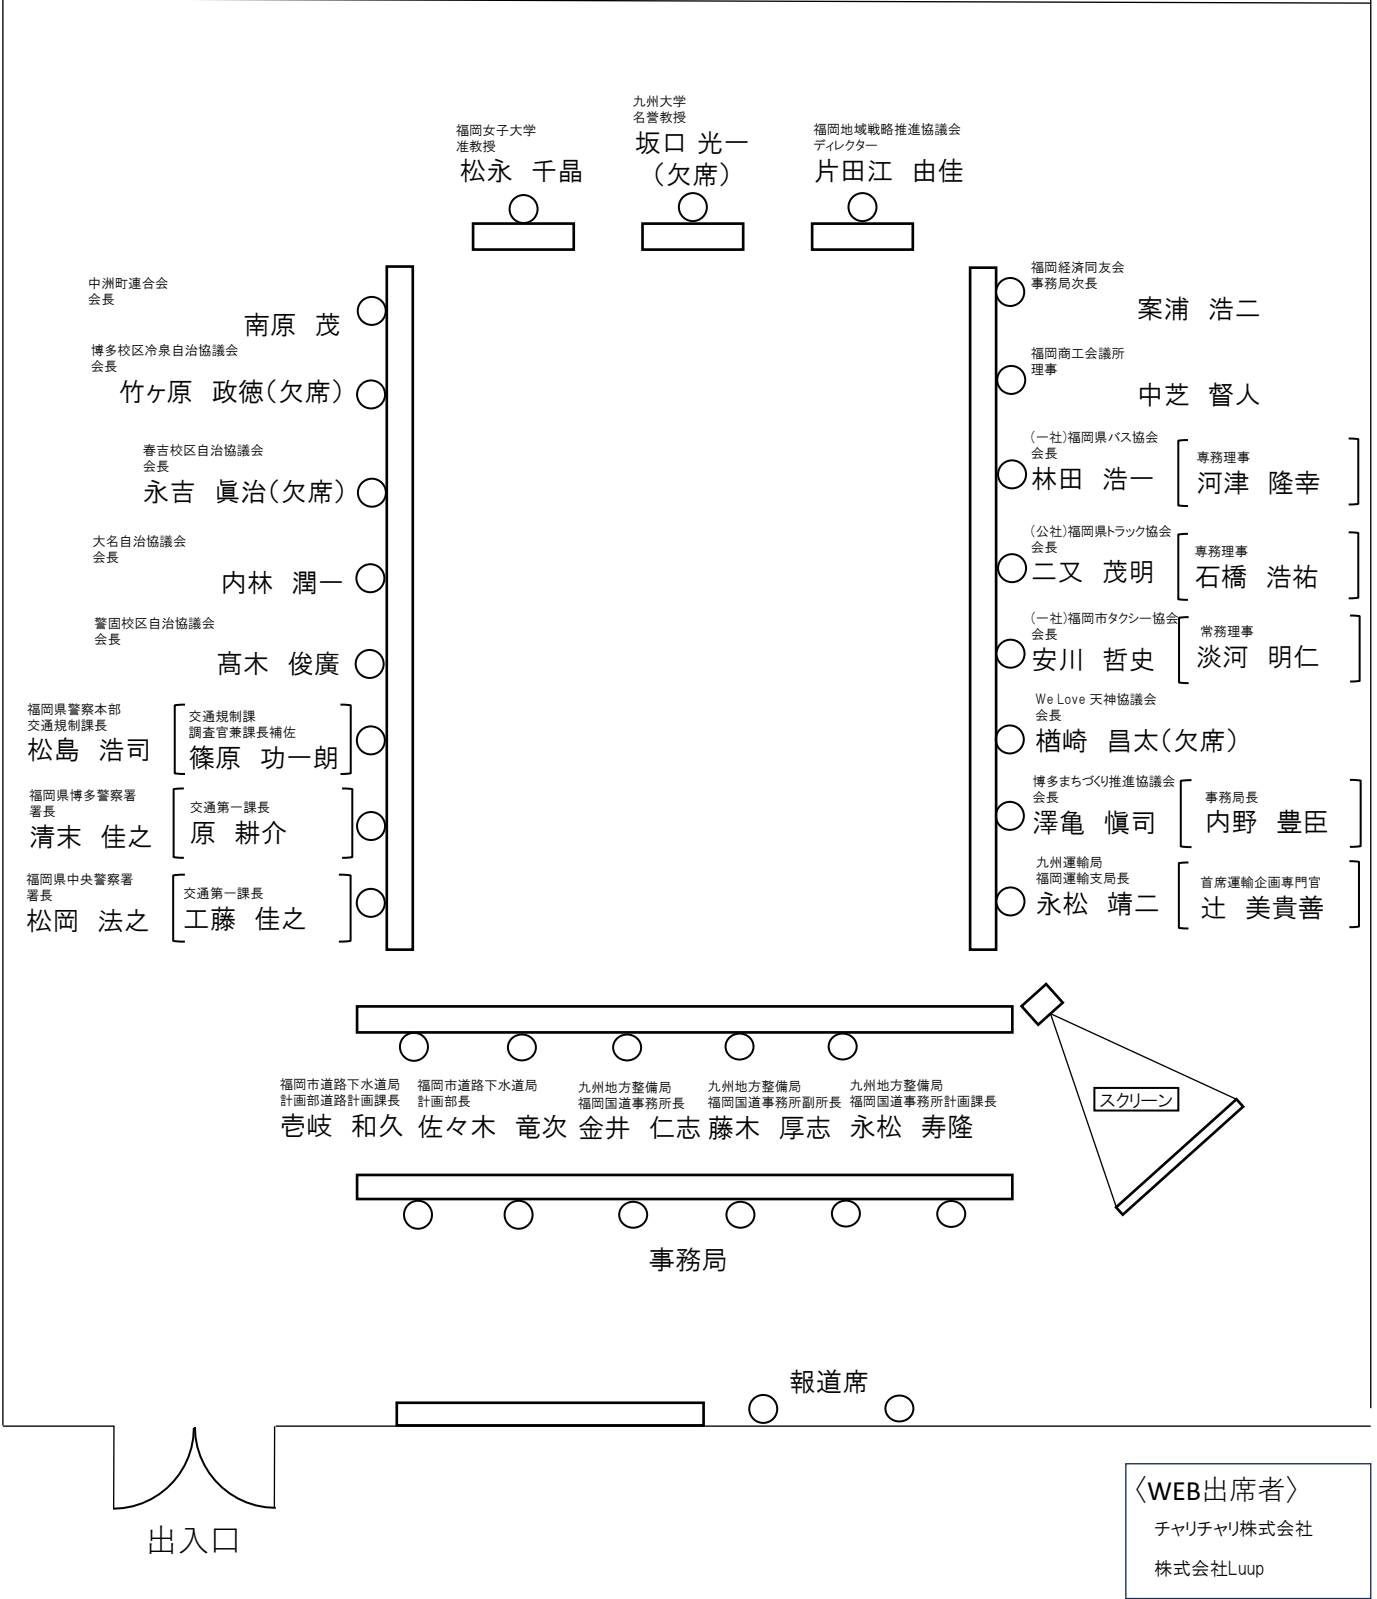 福岡女子大学
准教授
松永 千晶
九州大学
名誉教授
坂口 光一
（欠席）
福岡地域戦略推進協議会
ディレクター
片田江 由佳
中洲町連合会
会長
南原 茂
博多校区冷泉自治協議会
会長
竹ヶ原 政徳（欠席）
春吉校区自治協議会
会長
永吉 眞治（欠席）
大名自治協議会
会長
内林 潤一
警固校区自治協議会
会長
髙木 俊廣
福岡県警察本部
交通規制課長
松島 浩司
交通規制課
調査官兼課長補佐
篠原 功一朗
福岡県博多警察署
署長
清末 佳之
交通第一課長
原 耕介
福岡県中央警察署
署長
松岡 法之
交通第一課長
工藤 佳之
福岡経済同友会
事務局次長
案浦 浩二
福岡商工会議所
理事
中芝 督人
（一社）福岡県バス協会
会長
林田 浩一
専務理事
河津 隆幸
（公社）福岡県トラック協会
会長
二又 茂明
専務理事
石橋 浩祐
（一社）福岡市タクシー協会
会長
安川 哲史
常務理事
淡河 明仁
We Love 天神協議会
会長
楢崎 昌太（欠席）
博多まちづくり推進協議会
会長
澤亀 愼司
事務局長
内野 豊臣
九州運輸局
福岡運輸支局長
永松 靖二
首席運輸企画専門官
辻 美貴善
福岡市道路下水道局
計画部道路計画課長
壱岐 和久
福岡市道路下水道局
計画部長
佐々木 竜次
九州地方整備局
福岡国道事務所長
金井 仁志
九州地方整備局
福岡国道事務所副所長
藤木 厚志
九州地方整備局
福岡国道事務所計画課長
永松 寿隆
スクリーン
事務局
報道席
出入口
〈WEB出席者〉
チャリチャリ株式会社
株式会社Luup